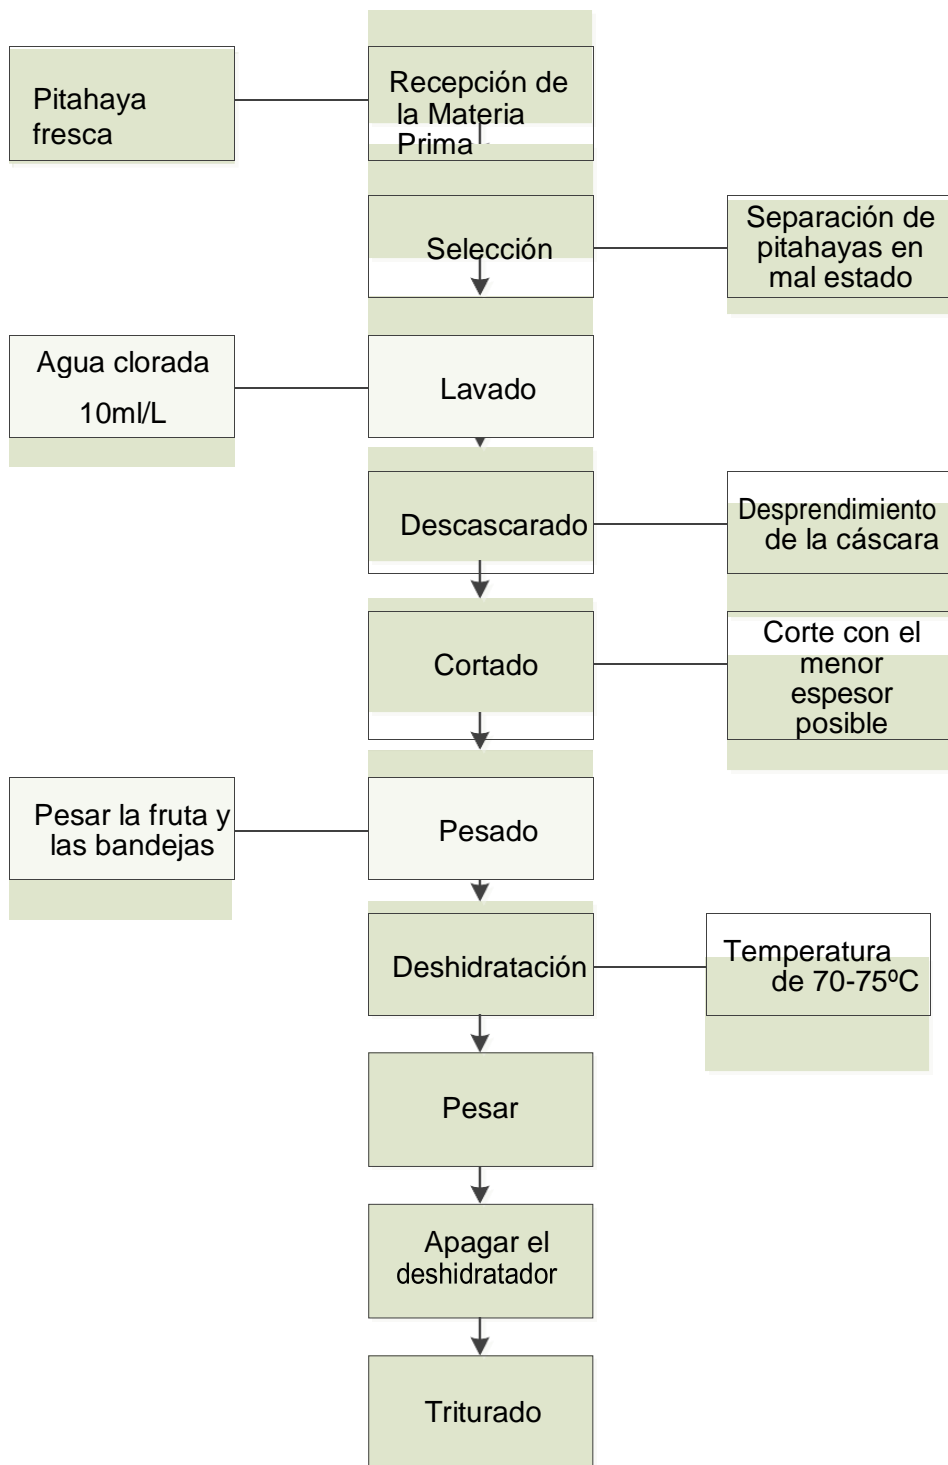 Pitahaya
fresca
Recepción de
la Materia
Prima
Selección
Separación de
pitahayas en
mal estado
Agua clorada
10ml/L
Lavado
Descascarado
Desprendimiento
de la cáscara
Cortado
Corte con el
menor
espesor
posible
Pesar la fruta y
las bandejas
Pesado
Deshidratación
Temperatura
de 70-75ºC
Pesar
Apagar el
deshidratador
Triturado